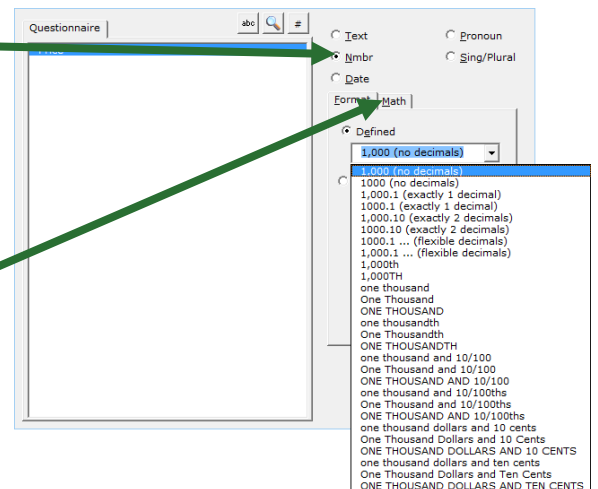 Questionnaire
abc
#
Price
Text
Pronoun
Nmbr
Sing/Plural
Date
Format
Math
Defined
1,000 (no decimals)
1,000 (no decimals)
1000 (no decimals)
1,000.1 (exactly 1 decimal)
1000.1 (exactly 1 decimal)
1,000.10 (exactly 2 decimals)
1000.10 (exactly 2 decimals)
1000.1 ... (flexible decimals)
1,000.1 ... (flexible decimals)
1,000th
1,000TH
one thousand
One Thousand
ONE THOUSAND
one thousandth
One Thousandth
ONE THOUSANDTH
one thousand and 10/100
One Thousand and 10/100
ONE THOUSAND AND 10/100
one thousand and 10/100ths
One Thousand and 10/100ths
ONE THOUSAND AND 10/100ths
one thousand dollars and 10 cents
One Thousand Dollars and 10 Cents
ONE THOUSAND DOLLARS AND 10 CENTS
one thousand dollars and ten cents
One Thousand Dollars and Ten Cents
ONE THOUSAND DOLLARS AND TEN CENTS